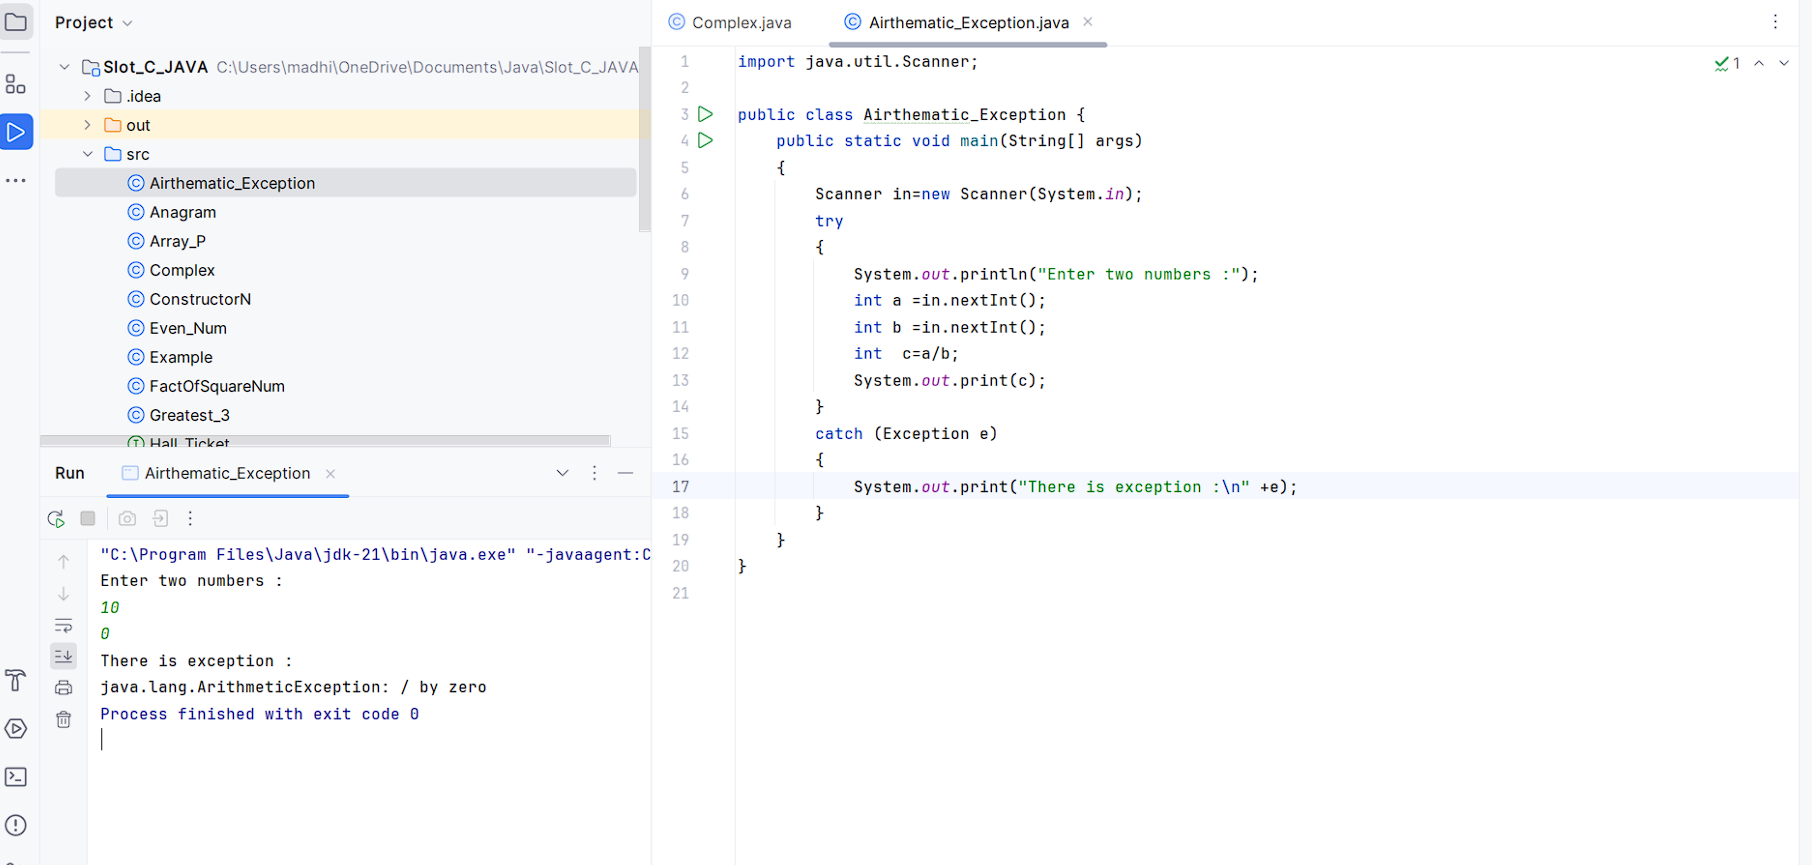 Project
Slot_C_JAVA C:\Users\madhi\OneDrive\Documents\Java\Slot_C_JAVA
.idea
out
src
Airthematic_Exception
Anagram
Array_P
Complex
ConstructorN
Even_Num
Example
FactOfSquareNum
Greatest_3
Hall_Ticket
Run Airthematic_Exception
"C:\Program Files\Java\jdk-21\bin\java.exe" "-javaagent:C
Enter two numbers :
10
0
There is exception :
java.lang.ArithmeticException: / by zero
Process finished with exit code 0
Complex.java Airthematic_Exception.java
1 import java.util.Scanner;
2
3 public class Airthematic_Exception {
4 public static void main(String[] args)
5 {
6 Scanner in=new Scanner(System.in);
7 try
8 {
9 System.out.println("Enter two numbers :");
10 int a =in.nextInt();
11 int b =in.nextInt();
12 int  c=a/b;
13 System.out.print(c);
14 }
15 catch (Exception e)
16 {
17 System.out.print("There is exception :\n" +e);
18 }
19 }
20 }
21
1